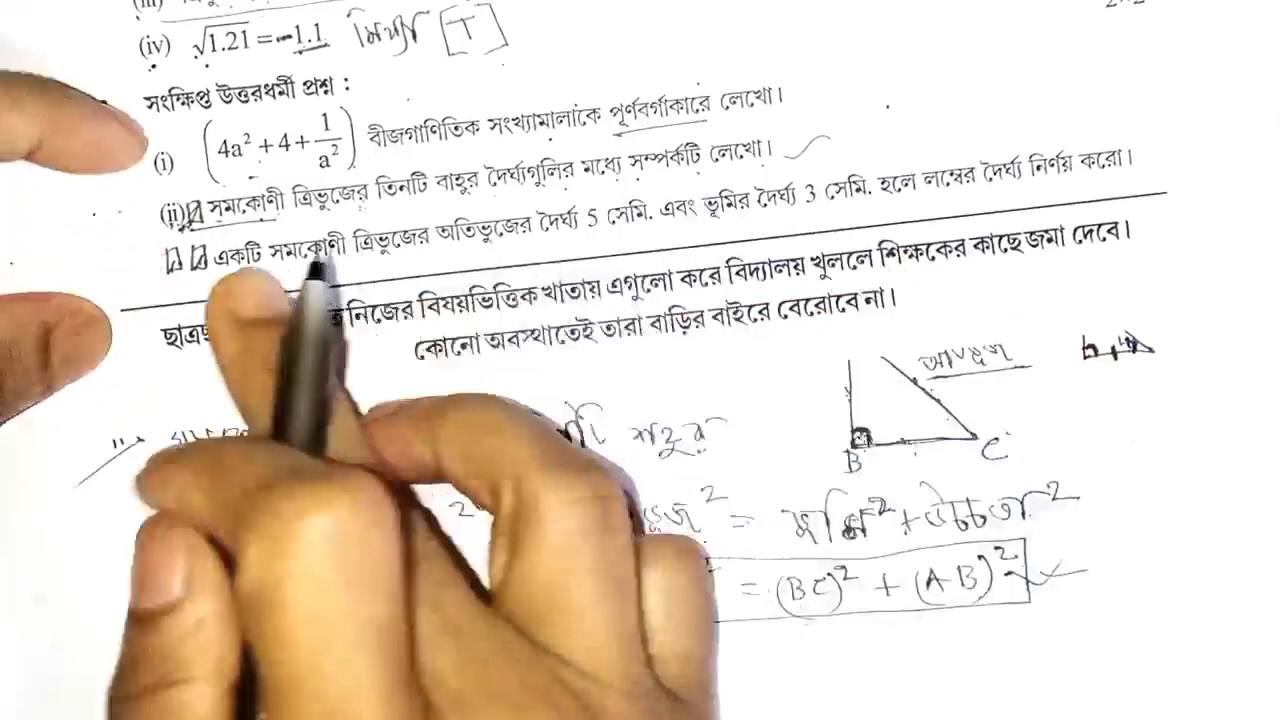 (iv) √1.21 = -1.1 মিথ্যা [T]
সংক্ষিপ্ত উত্তরধর্মী প্রশ্ন :
(i) (4a² + 4 + 1/a²) বীজগাণিতিক সংখ্যামালাকে পূর্ণবর্গাকারে লেখো।
(ii) সমকোণী ত্রিভুজের তিনটি বাহুর দৈর্ঘ্যগুলির মধ্যে সম্পর্কটি লেখো।
একটি সমকোণী ত্রিভুজের অতিভুজের দৈর্ঘ্য 5 সেমি. এবং ভূমির দৈর্ঘ্য 3 সেমি. হলে লম্বের দৈর্ঘ্য নির্ণয় করো।
নিজের বিষয়ভিত্তিক খাতায় এগুলো করে বিদ্যালয় খুললে শিক্ষকের কাছে জমা দেবে।
কোনো অবস্থাতেই তারা বাড়ির বাইরে বেরোবে না।
B C
² = ভূমি² + উচ্চতা²
= (BC)² + (AB)²